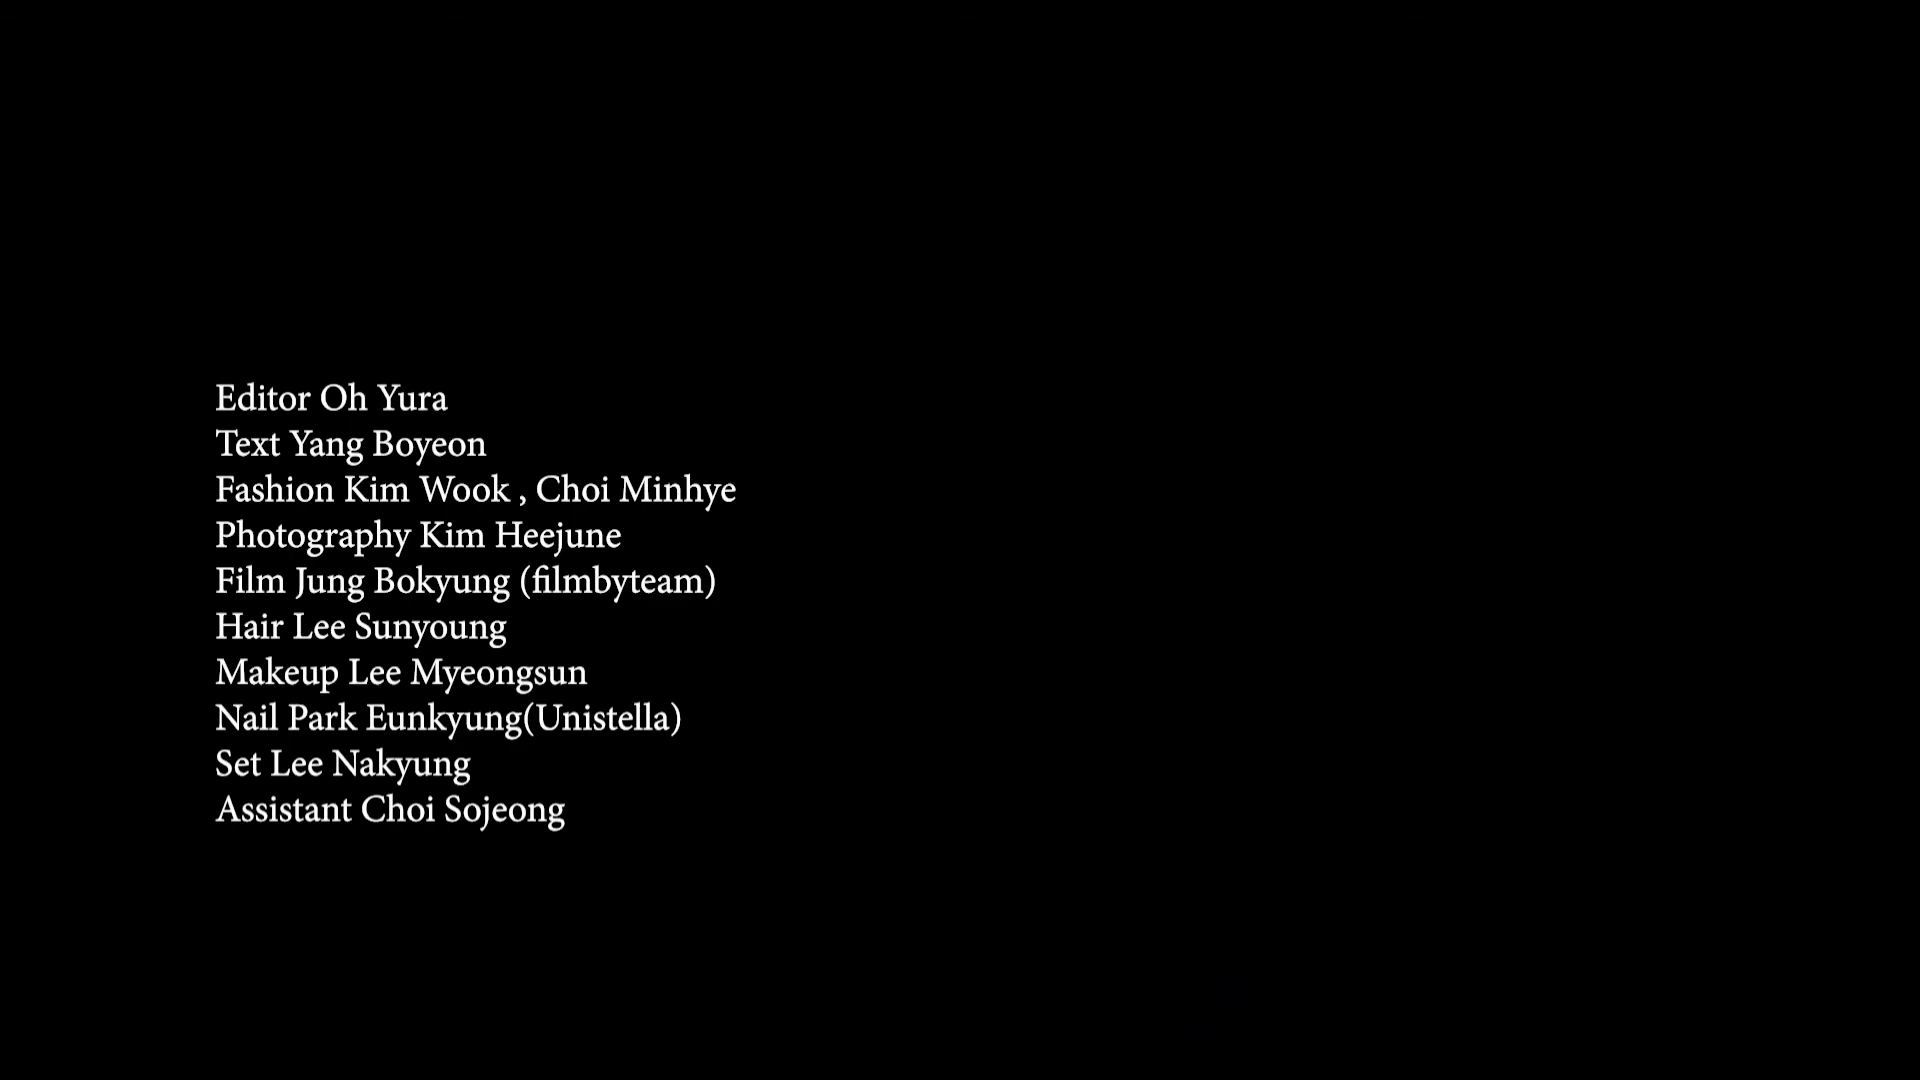 Editor Oh Yura
Text Yang Boyeon
Fashion Kim Wook , Choi Minhye
Photography Kim Heejune
Film Jung Bokyung (filmbyteam)
Hair Lee Sunyoung
Makeup Lee Myeongsun
Nail Park Eunkyung(Unistella)
Set Lee Nakyung
Assistant Choi Sojeong